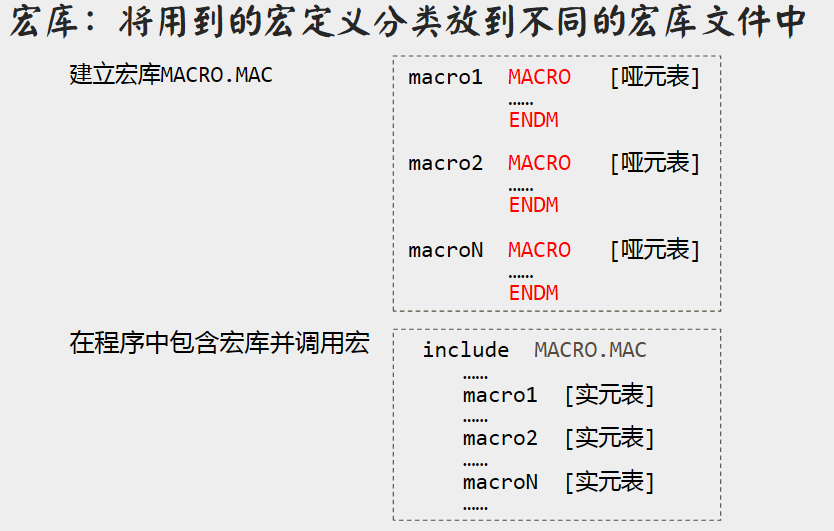 宏库：将用到的宏定义分类放到不同的宏库文件中
建立宏库MACRO.MAC
macro1 MACRO [哑元表]
……
ENDM
macro2 MACRO [哑元表]
……
ENDM
macroN MACRO [哑元表]
……
ENDM
在程序中包含宏库并调用宏
include MACRO.MAC
……
macro1 [实元表]
……
macro2 [实元表]
……
macroN [实元表]
……